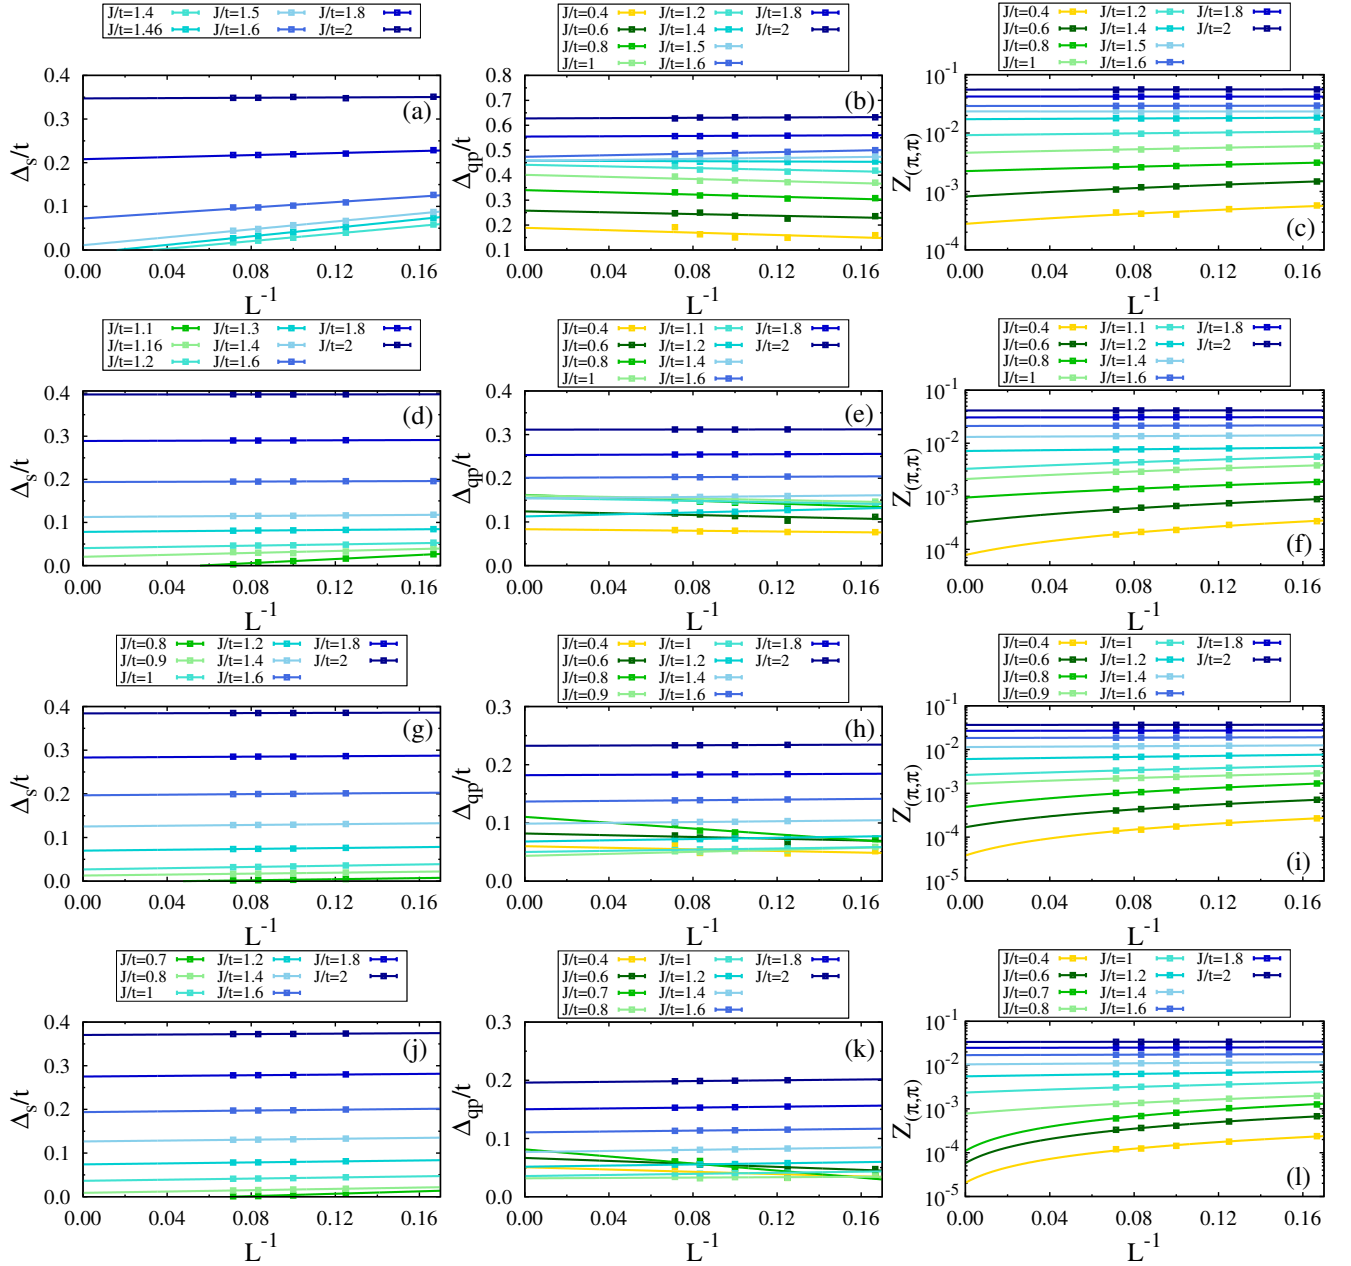 J/t=1.4 J/t=1.5 J/t=1.8
J/t=1.46 J/t=1.6 J/t=2
(a)
Δs/t
0.4
0.3
0.2
0.1
0.0
0.00 0.04 0.08 0.12 0.16
L⁻¹
J/t=0.4 J/t=1.2 J/t=1.8
J/t=0.6 J/t=1.4 J/t=2
J/t=0.8 J/t=1.5
J/t=1 J/t=1.6
(b)
Δqp/t
0.8
0.7
0.6
0.5
0.4
0.3
0.2
0.1
0.00 0.04 0.08 0.12 0.16
L⁻¹
J/t=0.4 J/t=1.2 J/t=1.8
J/t=0.6 J/t=1.4 J/t=2
J/t=0.8 J/t=1.5
J/t=1 J/t=1.6
(c)
Z(π,π)
10⁻¹
10⁻²
10⁻³
10⁻⁴
0.00 0.04 0.08 0.12 0.16
L⁻¹
J/t=1.1 J/t=1.3 J/t=1.8
J/t=1.16 J/t=1.4 J/t=2
J/t=1.2 J/t=1.6
(d)
Δs/t
0.4
0.3
0.2
0.1
0.0
0.00 0.04 0.08 0.12 0.16
L⁻¹
J/t=0.4 J/t=1.1 J/t=1.8
J/t=0.6 J/t=1.2 J/t=2
J/t=0.8 J/t=1.4
J/t=1 J/t=1.6
(e)
Δqp/t
0.4
0.3
0.2
0.1
0.0
0.00 0.04 0.08 0.12 0.16
L⁻¹
J/t=0.4 J/t=1.1 J/t=1.8
J/t=0.6 J/t=1.2 J/t=2
J/t=0.8 J/t=1.4
J/t=1 J/t=1.6
(f)
Z(π,π)
10⁻¹
10⁻²
10⁻³
10⁻⁴
0.00 0.04 0.08 0.12 0.16
L⁻¹
J/t=0.8 J/t=1.2 J/t=1.8
J/t=0.9 J/t=1.4 J/t=2
J/t=1 J/t=1.6
(g)
Δs/t
0.4
0.3
0.2
0.1
0.0
0.00 0.04 0.08 0.12 0.16
L⁻¹
J/t=0.4 J/t=1 J/t=1.8
J/t=0.6 J/t=1.2 J/t=2
J/t=0.8 J/t=1.4
J/t=0.9 J/t=1.6
(h)
Δqp/t
0.3
0.2
0.1
0.0
0.00 0.04 0.08 0.12 0.16
L⁻¹
J/t=0.4 J/t=1 J/t=1.8
J/t=0.6 J/t=1.2 J/t=2
J/t=0.8 J/t=1.4
J/t=0.9 J/t=1.6
(i)
Z(π,π)
10⁻¹
10⁻²
10⁻³
10⁻⁴
10⁻⁵
0.00 0.04 0.08 0.12 0.16
L⁻¹
J/t=0.7 J/t=1.2 J/t=1.8
J/t=0.8 J/t=1.4 J/t=2
J/t=1 J/t=1.6
(j)
Δs/t
0.4
0.3
0.2
0.1
0.0
0.00 0.04 0.08 0.12 0.16
L⁻¹
J/t=0.4 J/t=1 J/t=1.8
J/t=0.6 J/t=1.2 J/t=2
J/t=0.7 J/t=1.4
J/t=0.8 J/t=1.6
(k)
Δqp/t
0.3
0.2
0.1
0.0
0.00 0.04 0.08 0.12 0.16
L⁻¹
J/t=0.4 J/t=1 J/t=1.8
J/t=0.6 J/t=1.2 J/t=2
J/t=0.7 J/t=1.4
J/t=0.8 J/t=1.6
(l)
Z(π,π)
10⁻¹
10⁻²
10⁻³
10⁻⁴
10⁻⁵
0.00 0.04 0.08 0.12 0.16
L⁻¹